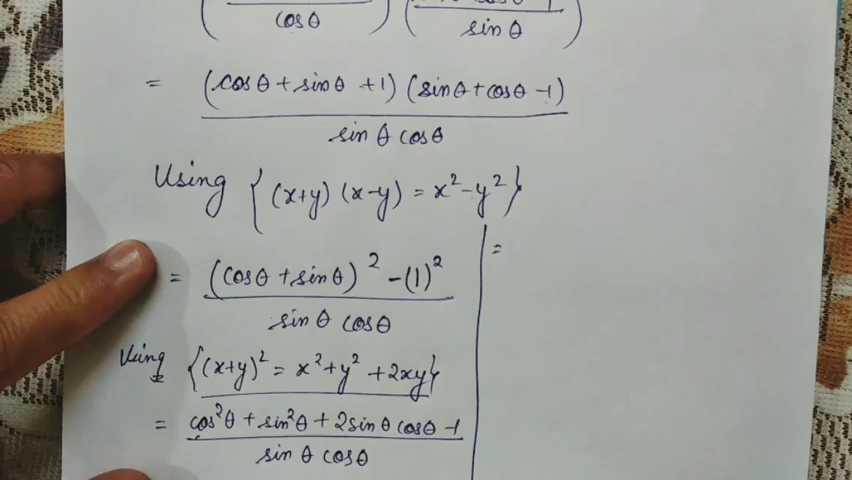 cosθ sinθ
= (cosθ + sinθ + 1) (sinθ + cosθ - 1)
sinθ cosθ
Using {(x+y) (x-y) = x² - y²}
= (cosθ + sinθ)² - (1)²
sinθ cosθ
Using {(x+y)² = x² + y² + 2xy}
= cos²θ + sin²θ + 2sinθ cosθ - 1
sinθ cosθ
=